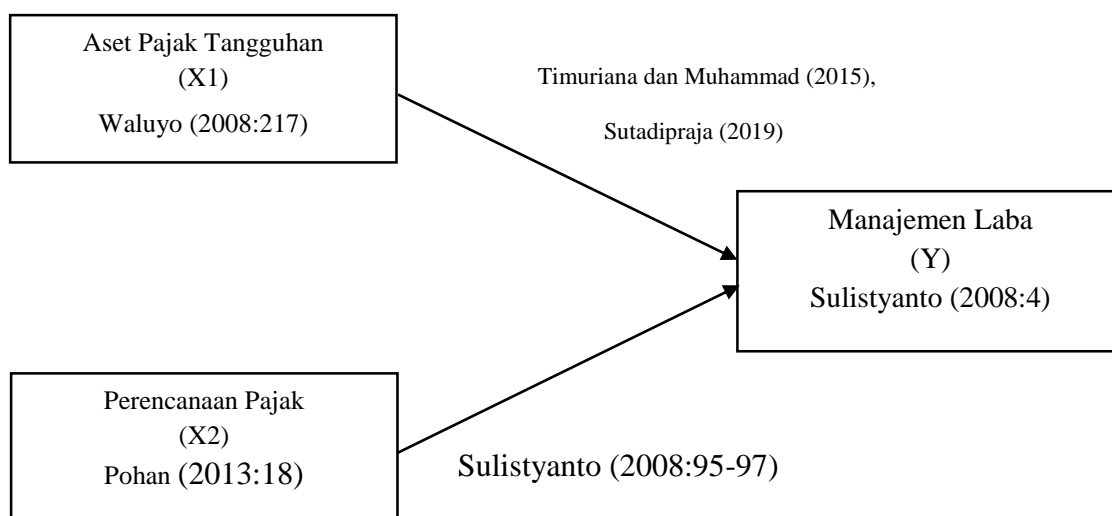 Aset Pajak Tangguhan
(X1)
Waluyo (2008:217)
Timuriana dan Muhammad (2015),
Sutadipraja (2019)
Manajemen Laba
(Y)
Sulistyanto (2008:4)
Perencanaan Pajak
(X2)
Pohan (2013:18)
Sulistyanto (2008:95-97)